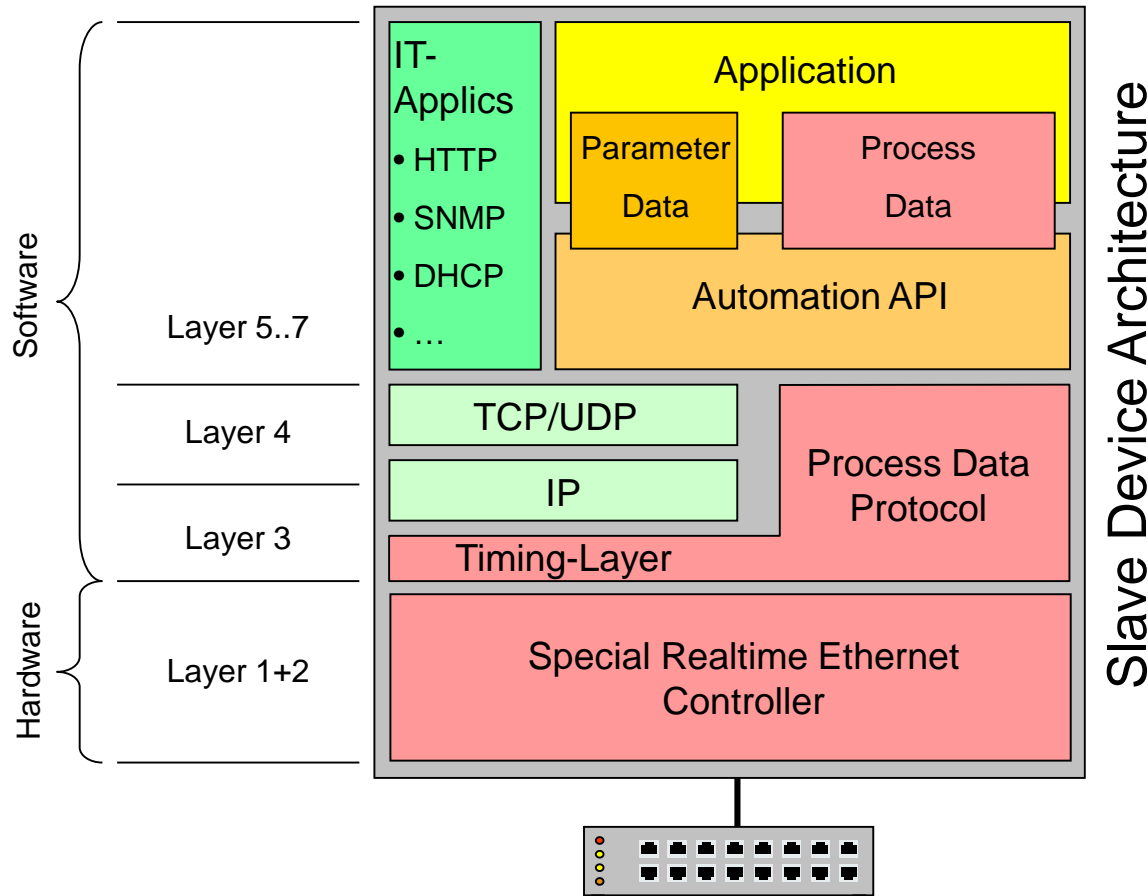 IT-
Applics
• HTTP
• SNMP
• DHCP
• …
Application
Parameter
Data
Process
Data
Automation API
TCP/UDP
IP
Timing-Layer
Process Data
Protocol
Special Realtime Ethernet
Controller
Software
Hardware
Layer 5..7
Layer 4
Layer 3
Layer 1+2
Slave Device Architecture